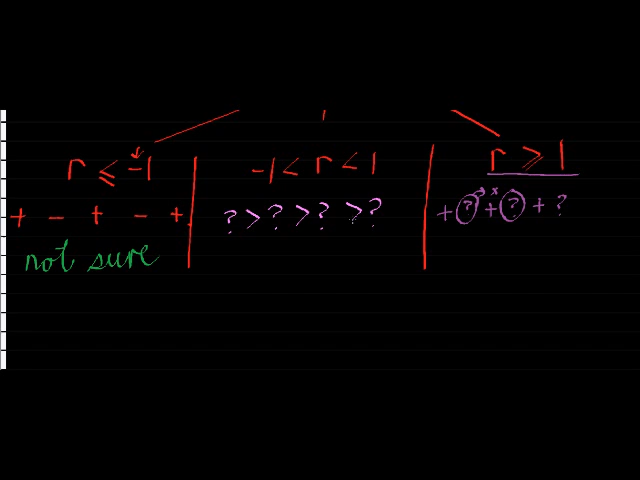 r ≤ -1
-1 < r < 1
r ≥ 1
+ - + - +
? > ? > ? > ?
+ ? + ? + ?
not sure